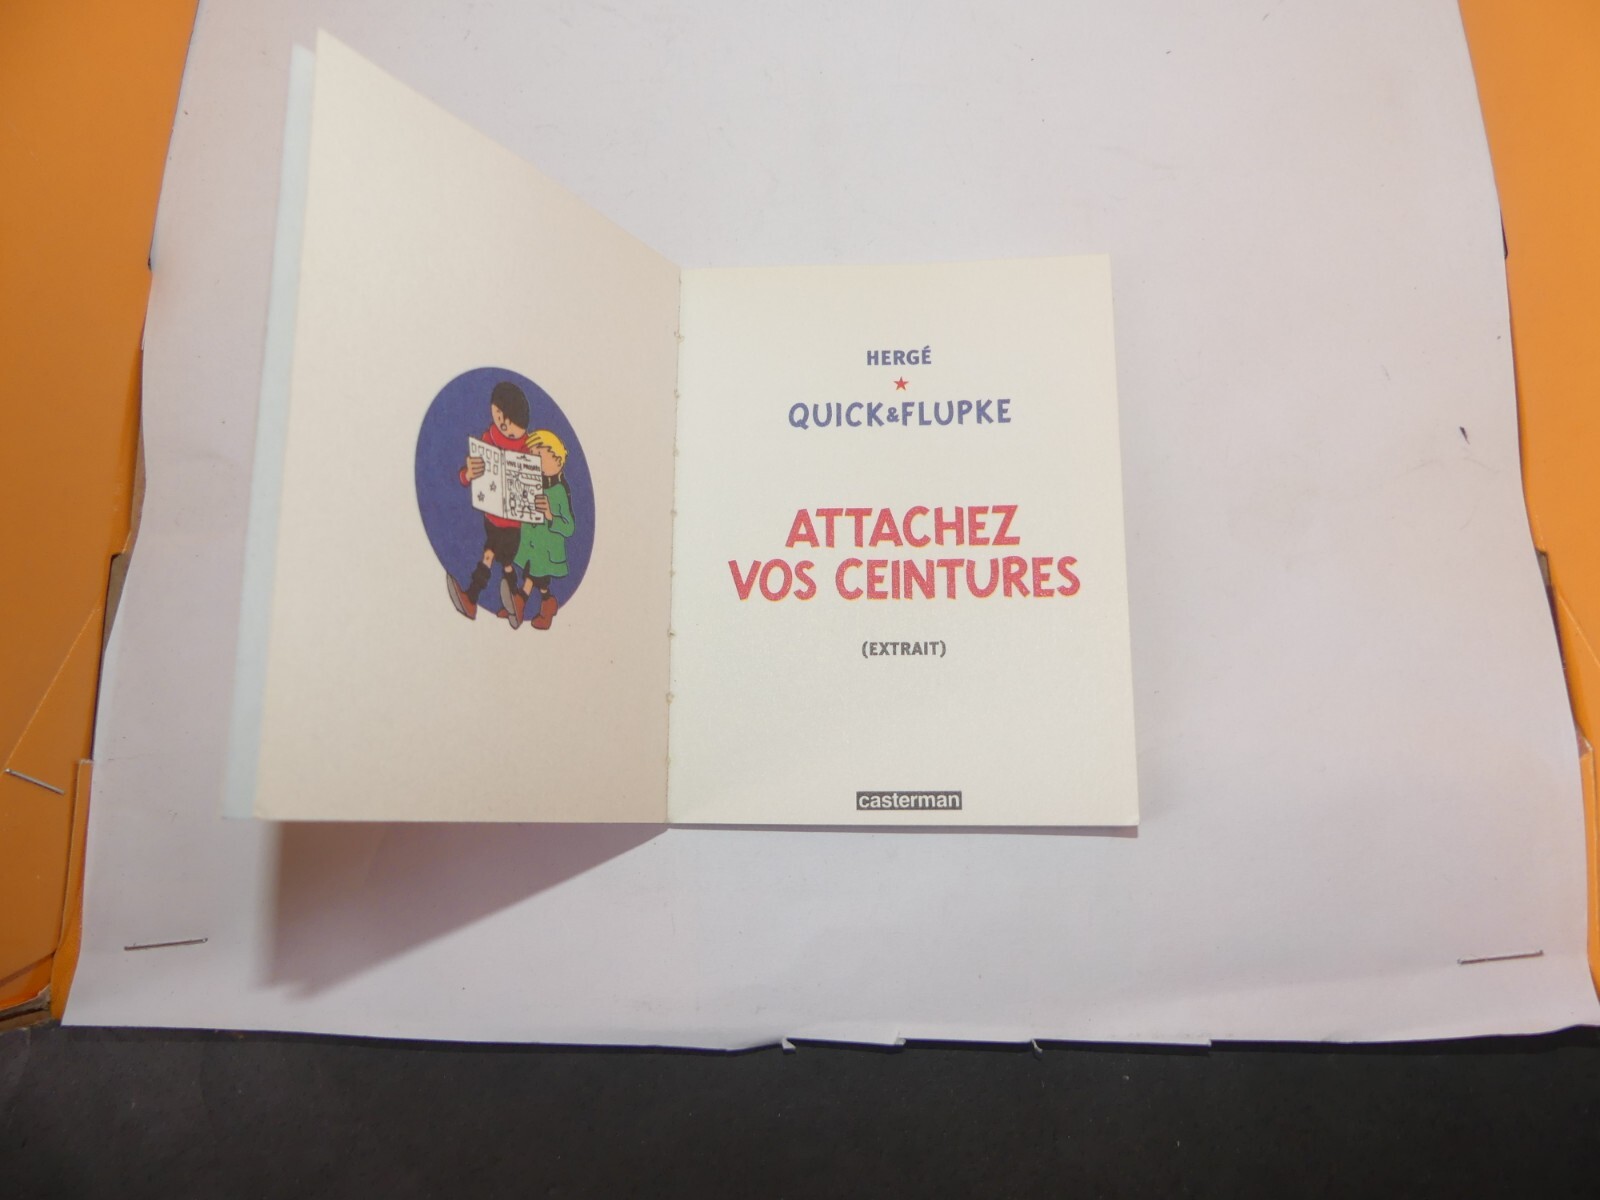 HERGÉ
QUICK&FLUPKE
ATTACHEZ
VOS CEINTURES
(EXTRAIT)
casterman